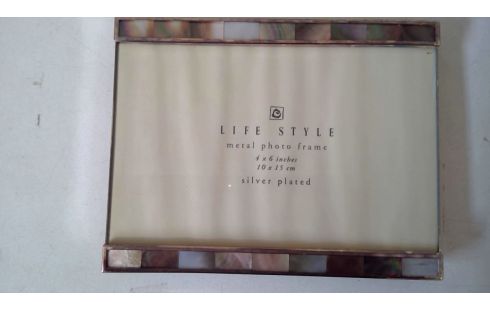 LIFE STYLE
metal photo frame
4 x 6 inches
10 x 15 cm
silver plated